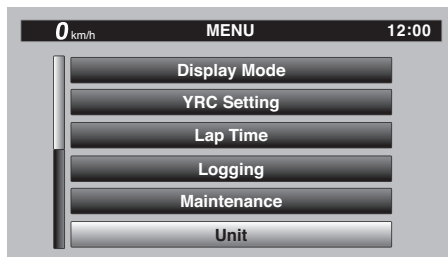 0 km/h MENU 12:00
Display Mode
YRC Setting
Lap Time
Logging
Maintenance
Unit